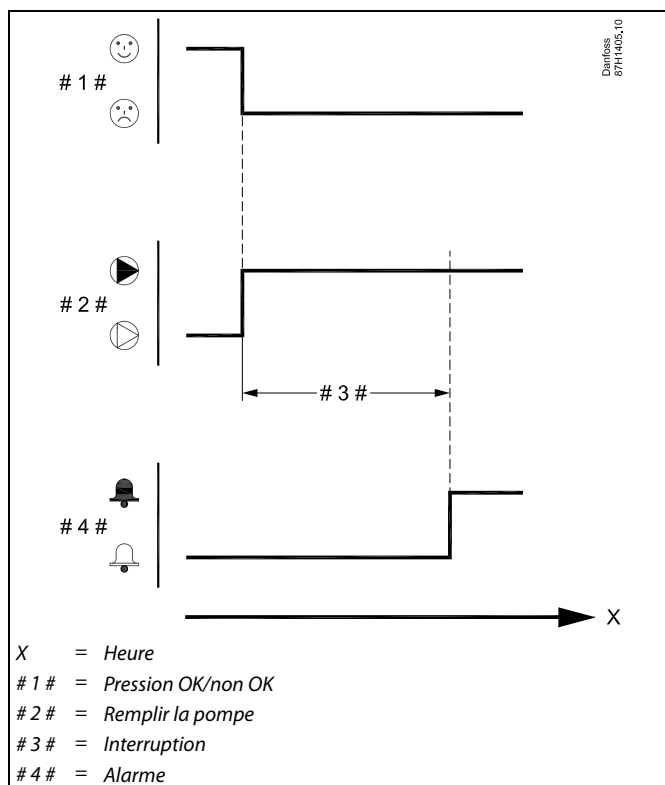 Danfoss
87H1405.10
# 1 #
# 2 #
# 3 #
# 4 #
X
X = Heure
# 1 # = Pression OK/non OK
# 2 # = Remplir la pompe
# 3 # = Interruption
# 4 # = Alarme